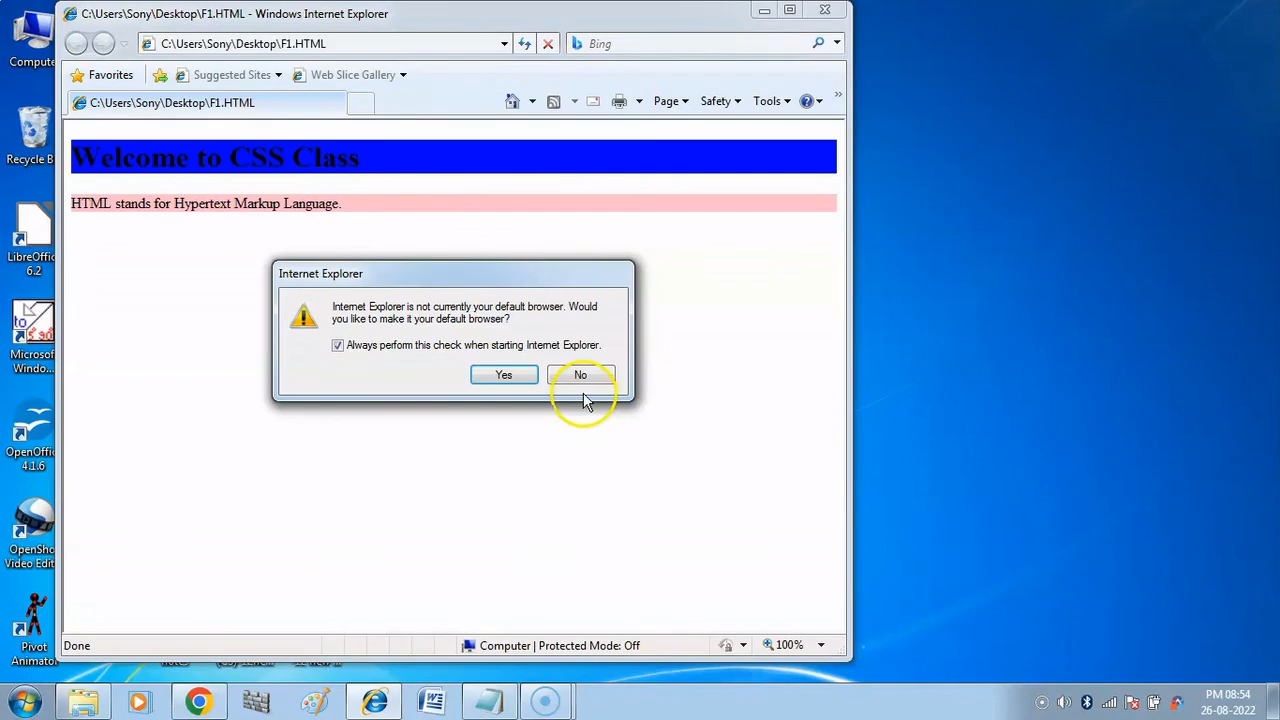 C:\Users\Sony\Desktop\F1.HTML - Windows Internet Explorer
C:\Users\Sony\Desktop\F1.HTML
Bing
Favorites
Suggested Sites
Web Slice Gallery
C:\Users\Sony\Desktop\F1.HTML
Page
Safety
Tools
Welcome to CSS Class
HTML stands for Hypertext Markup Language.
Internet Explorer
Internet Explorer is not currently your default browser. Would
you like to make it your default browser?
Always perform this check when starting Internet Explorer.
Yes
No
Done
Computer | Protected Mode: Off
100%
Compute
Recycle B
LibreOffic
6.2
Microsof
Windo...
OpenOffi
4.1.6
OpenSho
Video Edit
Pivot
Animator
PM 08:54
26-08-2022